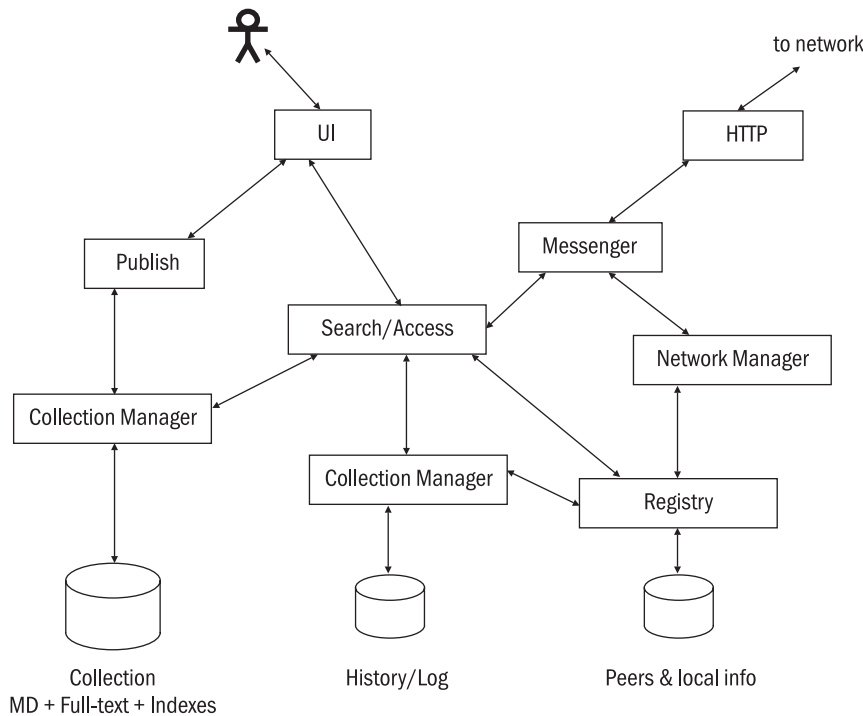 to network
UI
HTTP
Publish
Messenger
Search/Access
Network Manager
Collection Manager
Collection Manager
Registry
Collection
MD + Full-text + Indexes
History/Log
Peers & local info